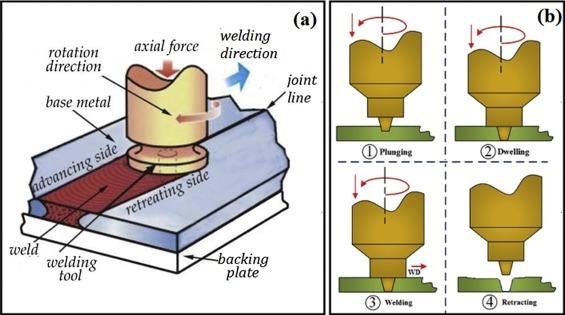 (a)
axial force
welding
direction
rotation
direction
joint
line
base metal
advancing side
retreating side
weld
welding
tool
backing
plate
(b)
1 Plunging
2 Dwelling
WD
3 Welding
4 Retracting